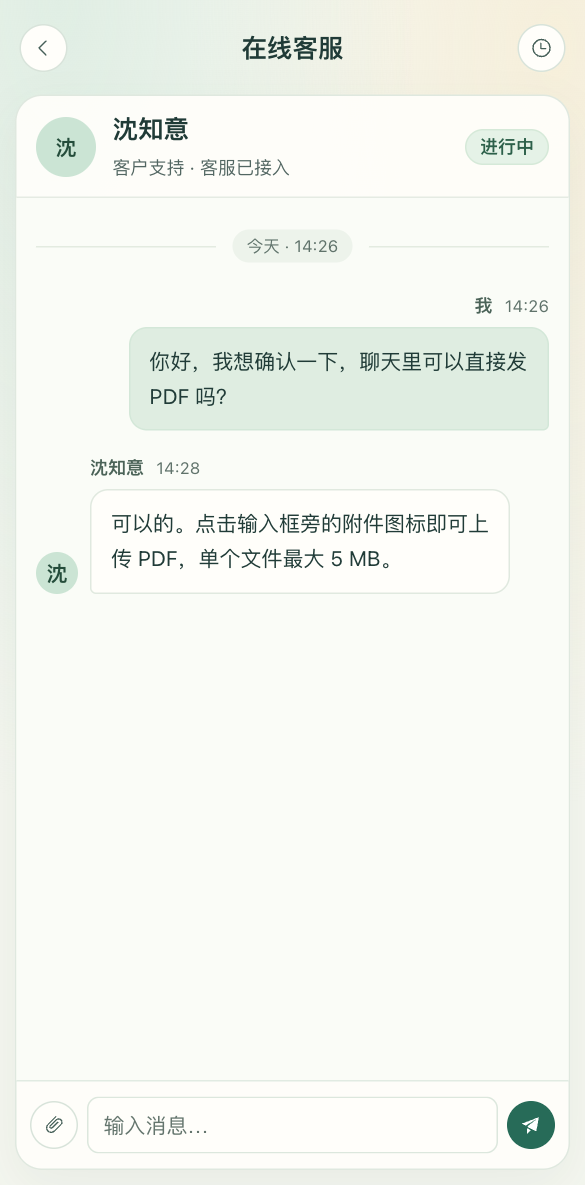 在线客服
沈
沈知意
客户支持 · 客服已接入
进行中
今天 · 14:26
我 14:26
你好，我想确认一下，聊天里可以直接发
PDF 吗？
沈知意 14:28
可以的。点击输入框旁的附件图标即可上
传 PDF，单个文件最大 5 MB。
沈
输入消息…